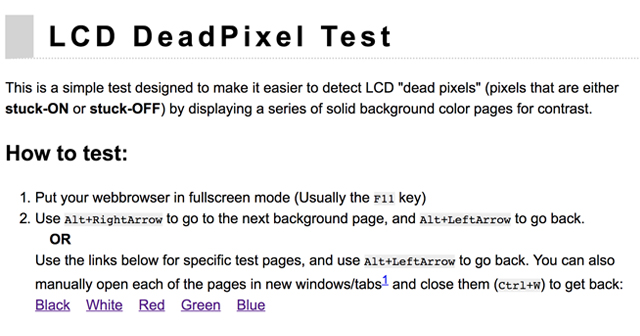 LCD DeadPixel Test
This is a simple test designed to make it easier to detect LCD "dead pixels" (pixels that are either
stuck-ON or stuck-OFF) by displaying a series of solid background color pages for contrast.
How to test:
1. Put your webbrowser in fullscreen mode (Usually the F11 key)
2. Use Alt+RightArrow to go to the next background page, and Alt+LeftArrow to go back.
OR
Use the links below for specific test pages, and use Alt+LeftArrow to go back. You can also
manually open each of the pages in new windows/tabs1 and close them (Ctrl+W) to get back:
Black White Red Green Blue